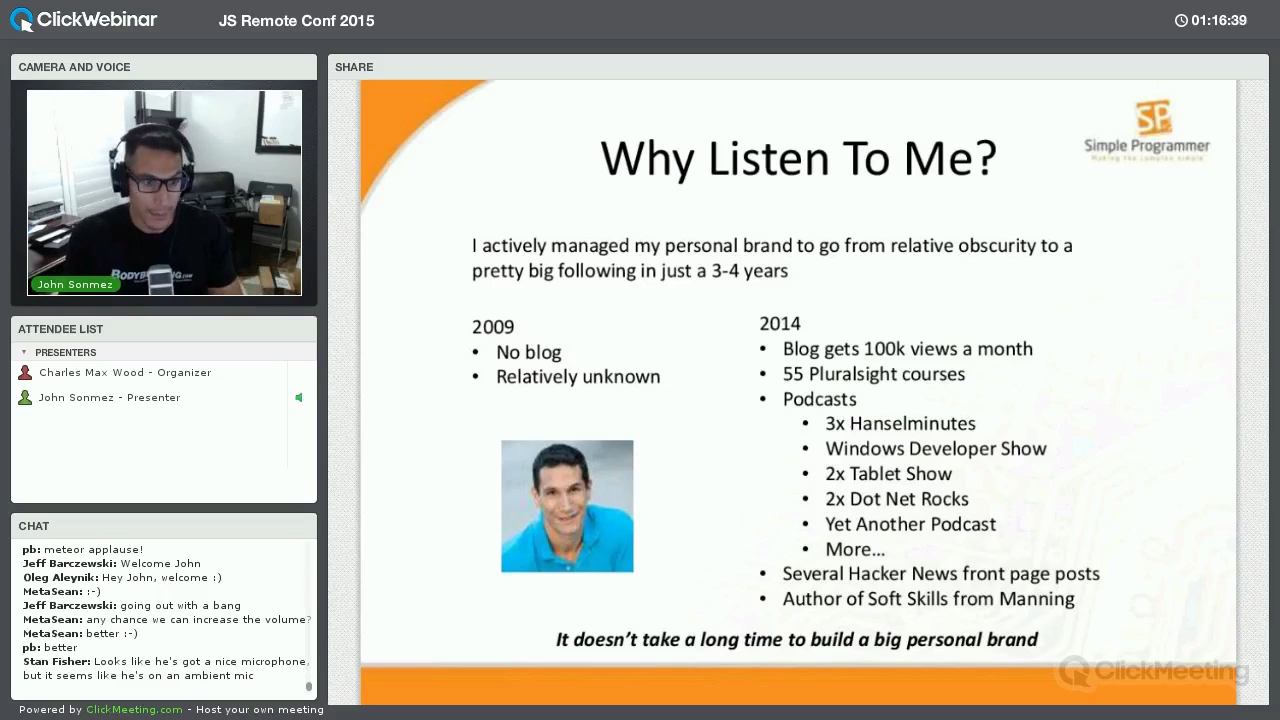 ClickWebinar
JS Remote Conf 2015
01:16:39
CAMERA AND VOICE
John Sonmez
ATTENDEE LIST
PRESENTERS
Charles Max Wood - Organizer
John Sonmez - Presenter
CHAT
pb: meteor applause!
Jeff Barczewski: Welcome John
Oleg Aleynik: Hey John, welcome :)
MetaSean: :-)
Jeff Barczewski: going out with a bang
MetaSean: any chance we can increase the volume?
MetaSean: better :-)
pb: better
Stan Fisher: Looks like he's got a nice microphone,
but it seems like he's on an ambient mic
Powered by ClickMeeting.com - Host your own meeting
SHARE
SP
Simple Programmer
Making the complex simple
Why Listen To Me?
I actively managed my personal brand to go from relative obscurity to a
pretty big following in just a 3-4 years
2009
• No blog
• Relatively unknown
2014
• Blog gets 100k views a month
• 55 Pluralsight courses
• Podcasts
• 3x Hanselminutes
• Windows Developer Show
• 2x Tablet Show
• 2x Dot Net Rocks
• Yet Another Podcast
• More...
• Several Hacker News front page posts
• Author of Soft Skills from Manning
It doesn't take a long time to build a big personal brand
ClickMeeting